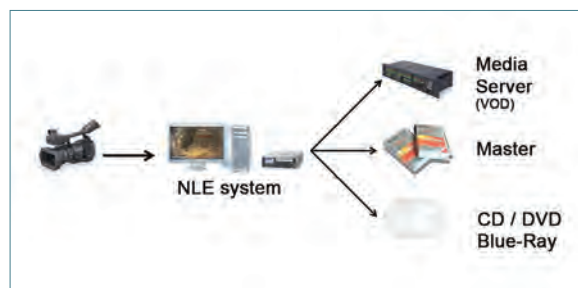 Media
Server
(VOD)
NLE system
Master
CD / DVD
Blue-Ray